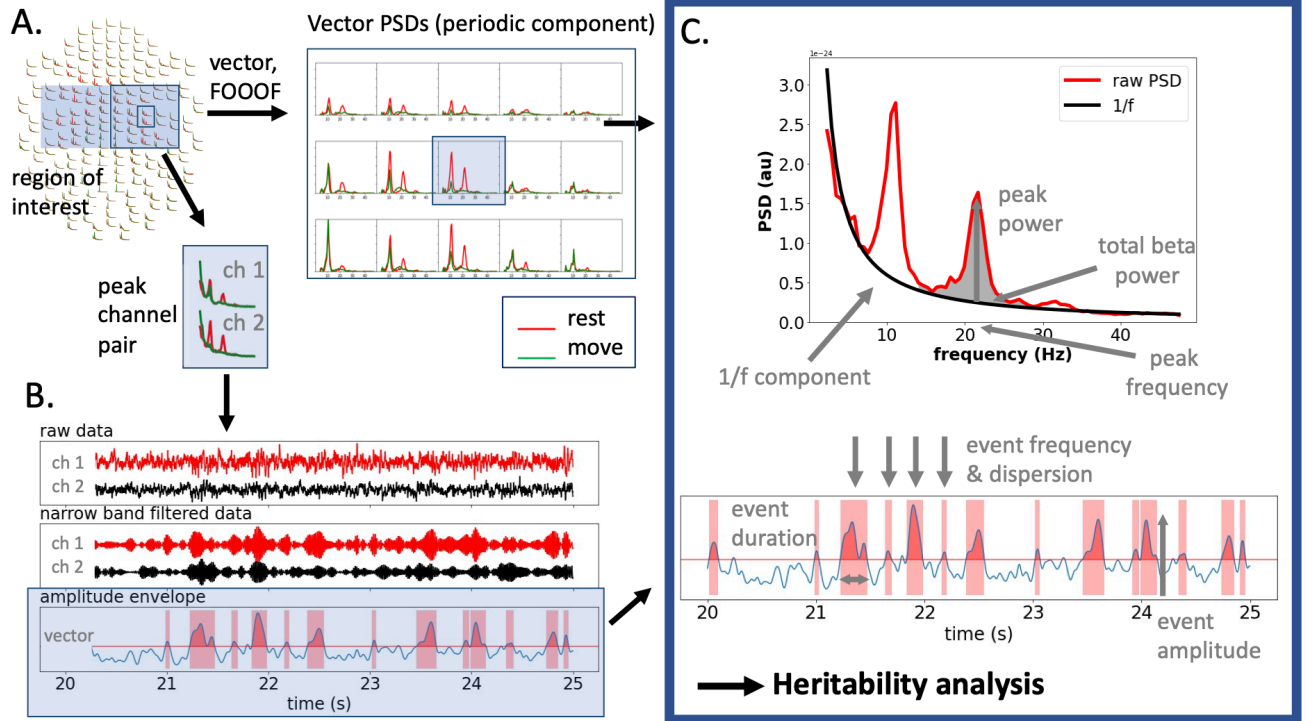 A.
vector,
FOOOF
region of
interest
Vector PSDs (periodic component)
peak
channel
pair
ch 1
ch 2
rest
move
B.
raw data
ch 1
ch 2
narrow band filtered data
ch 1
ch 2
amplitude envelope
vector
20 21 22 23 24 25
time (s)
C.
1e-24
3.0
2.5
2.0
1.5
1.0
0.5
0.0
PSD (au)
raw PSD
1/f
peak
power
total beta
power
10 20 30 40
frequency (Hz)
1/f component
peak
frequency
event frequency
& dispersion
event
duration
20 21 22 23 24 25
time (s)
event
amplitude
Heritability analysis